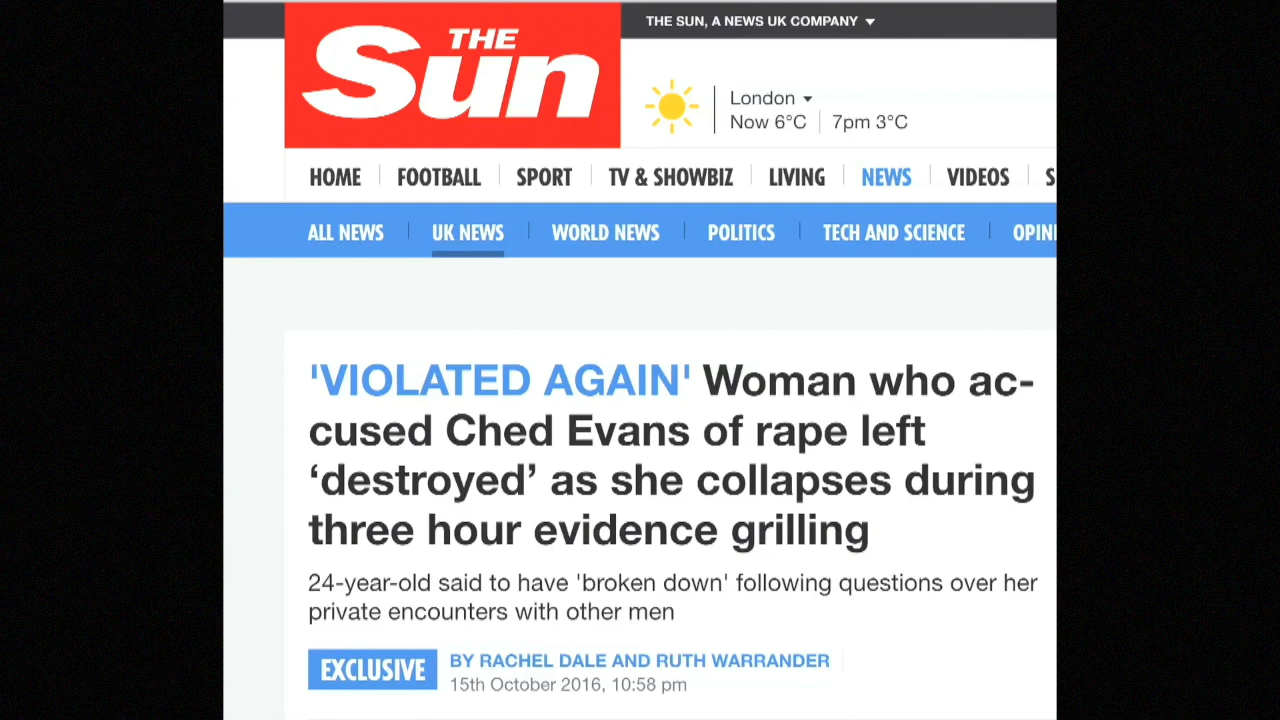 THE SUN, A NEWS UK COMPANY
THE
Sun
London
Now 6°C 7pm 3°C
HOME FOOTBALL SPORT TV & SHOWBIZ LIVING NEWS VIDEOS S
ALL NEWS UK NEWS WORLD NEWS POLITICS TECH AND SCIENCE OPINI
'VIOLATED AGAIN' Woman who ac-
cused Ched Evans of rape left
‘destroyed’ as she collapses during
three hour evidence grilling
24-year-old said to have 'broken down' following questions over her
private encounters with other men
EXCLUSIVE BY RACHEL DALE AND RUTH WARRANDER
15th October 2016, 10:58 pm